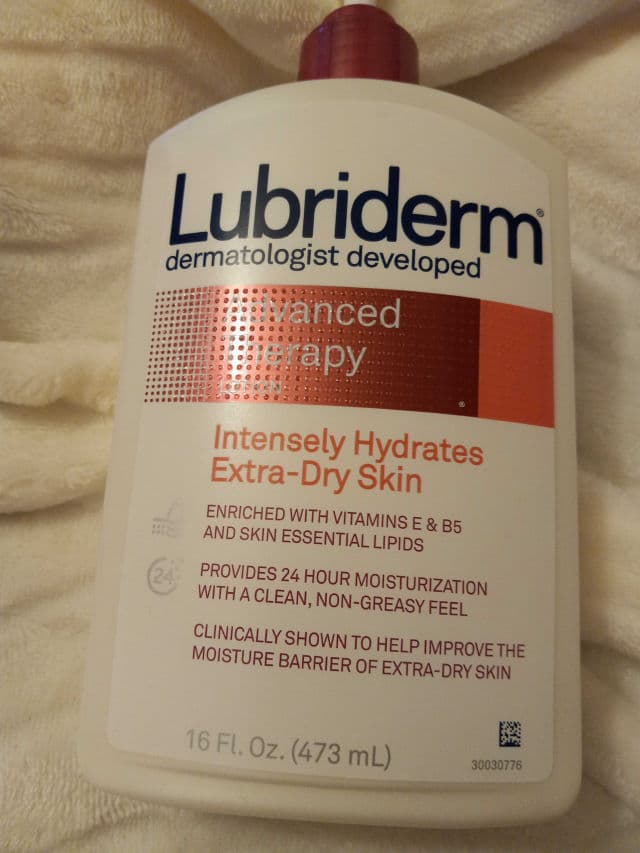 Lubriderm®
dermatologist developed
Advanced
Therapy
Intensely Hydrates
Extra-Dry Skin
ENRICHED WITH VITAMINS E & B5
AND SKIN ESSENTIAL LIPIDS
24
PROVIDES 24 HOUR MOISTURIZATION
WITH A CLEAN, NON-GREASY FEEL
CLINICALLY SHOWN TO HELP IMPROVE THE
MOISTURE BARRIER OF EXTRA-DRY SKIN
16 Fl. Oz. (473 mL)
30030776